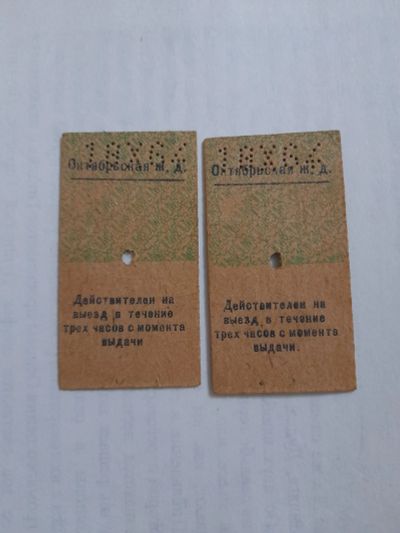 Октябрьская ж. д.
Действителен на
выезд в течение
трех часов с момента
выдачи
Октябрьская ж. д.
Действителен на
выезд в течение
трех часов с момента
выдачи.